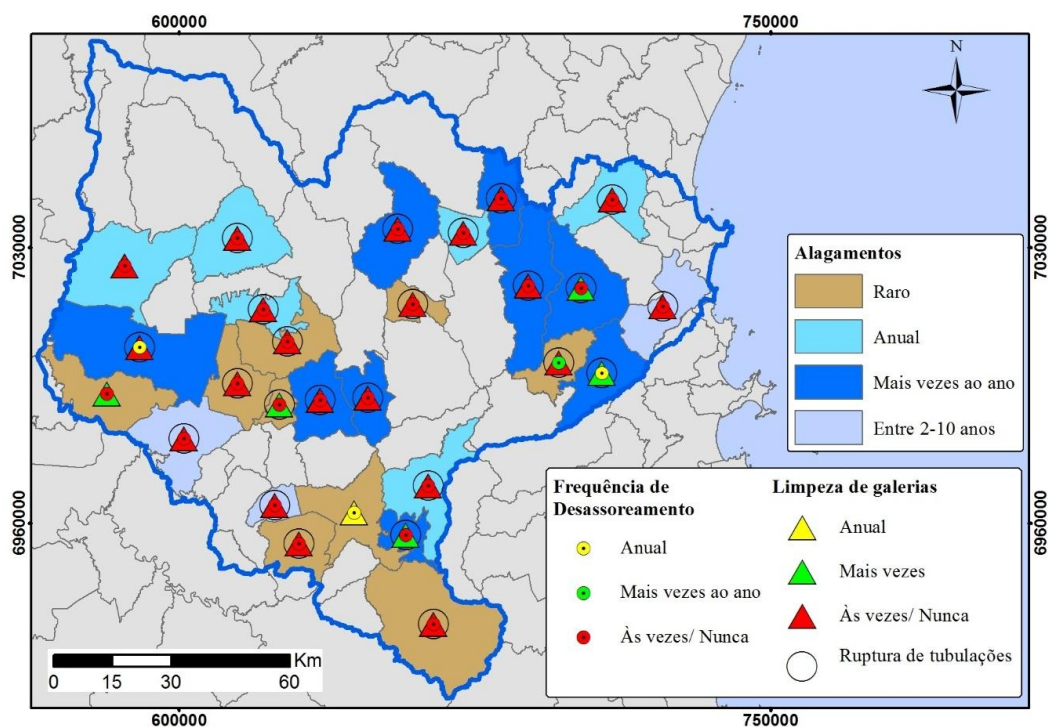 600000
750000
N
7030000
7030000
Alagamentos
Raro
Anual
Mais vezes ao ano
Entre 2-10 anos
Frequência de
Desassoreamento
Anual
Mais vezes ao ano
Às vezes/ Nunca
Limpeza de galerias
Anual
Mais vezes
Às vezes/ Nunca
Ruptura de tubulações
6960000
6960000
Km
0 15 30 60
600000
750000